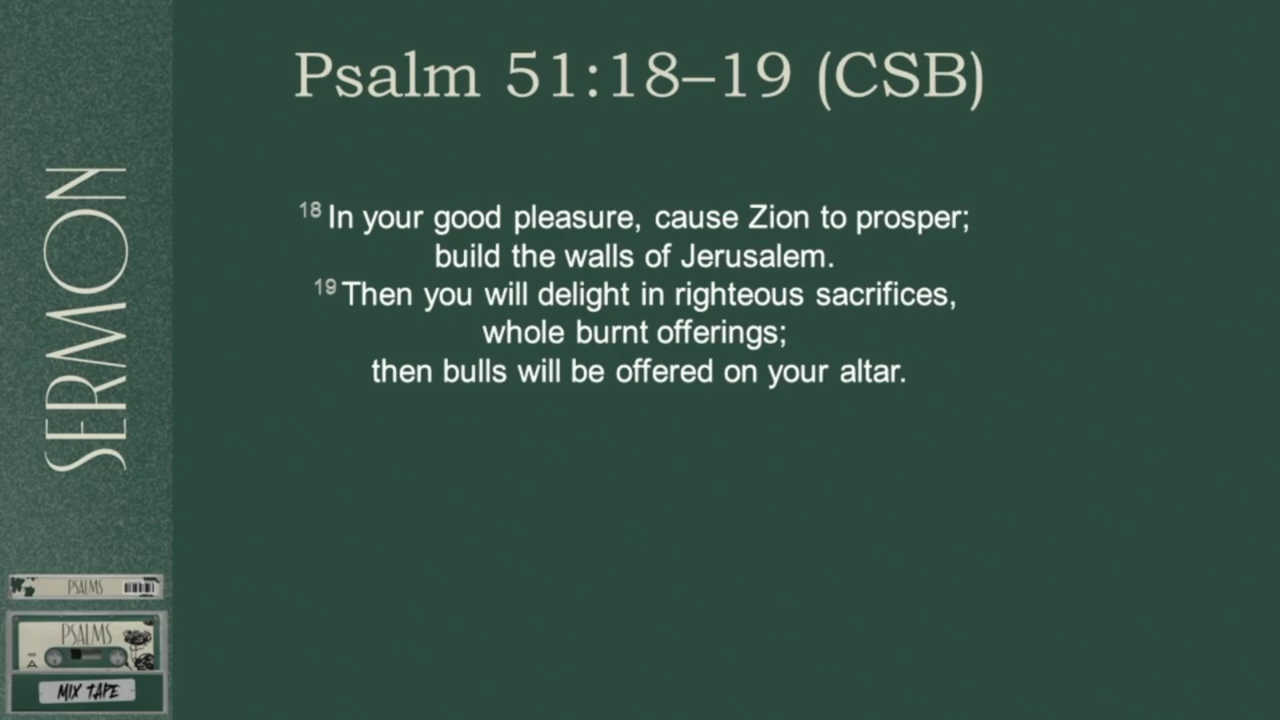 Psalm 51:18–19 (CSB)
18 In your good pleasure, cause Zion to prosper;
build the walls of Jerusalem.
19 Then you will delight in righteous sacrifices,
whole burnt offerings;
then bulls will be offered on your altar.
SERMON
PSALMS
PSALMS
A
MIX TAPE